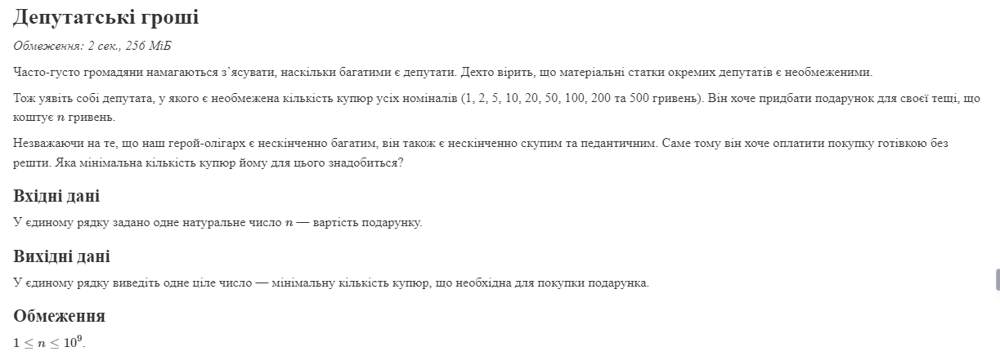 Депутатські гроші
Обмеження: 2 сек., 256 МіБ
Часто-густо громадяни намагаються з’ясувати, наскільки багатими є депутати. Дехто вірить, що матеріальні статки окремих депутатів є необмеженими.
Тож уявіть собі депутата, у якого є необмежена кількість купюр усіх номіналів (1, 2, 5, 10, 20, 50, 100, 200 та 500 гривень). Він хоче придбати подарунок для своєї тещі, що
коштує n гривень.
Незважаючи на те, що наш герой-олігарх є нескінченно багатим, він також є нескінченно скупим та педантичним. Саме тому він хоче оплатити покупку готівкою без
решти. Яка мінімальна кількість купюр йому для цього знадобиться?
Вхідні дані
У єдиному рядку задано одне натуральне число n — вартість подарунку.
Вихідні дані
У єдиному рядку виведіть одне ціле число — мінімальну кількість купюр, що необхідна для покупки подарунка.
Обмеження
1 ≤ n ≤ 10⁹.